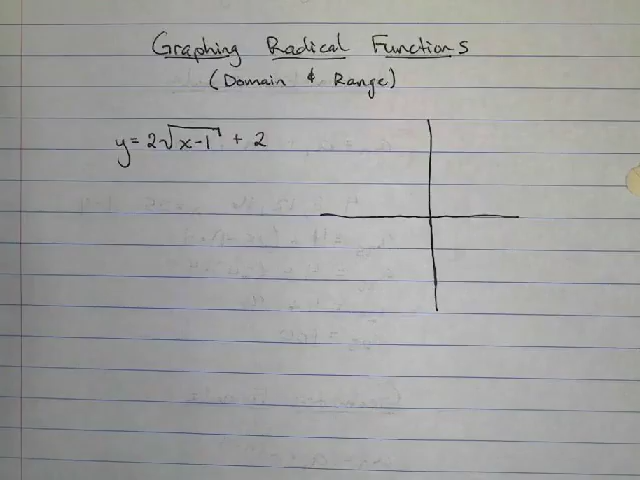 Graphing Radical Functions
(Domain & Range)
y = 2√x-1 + 2